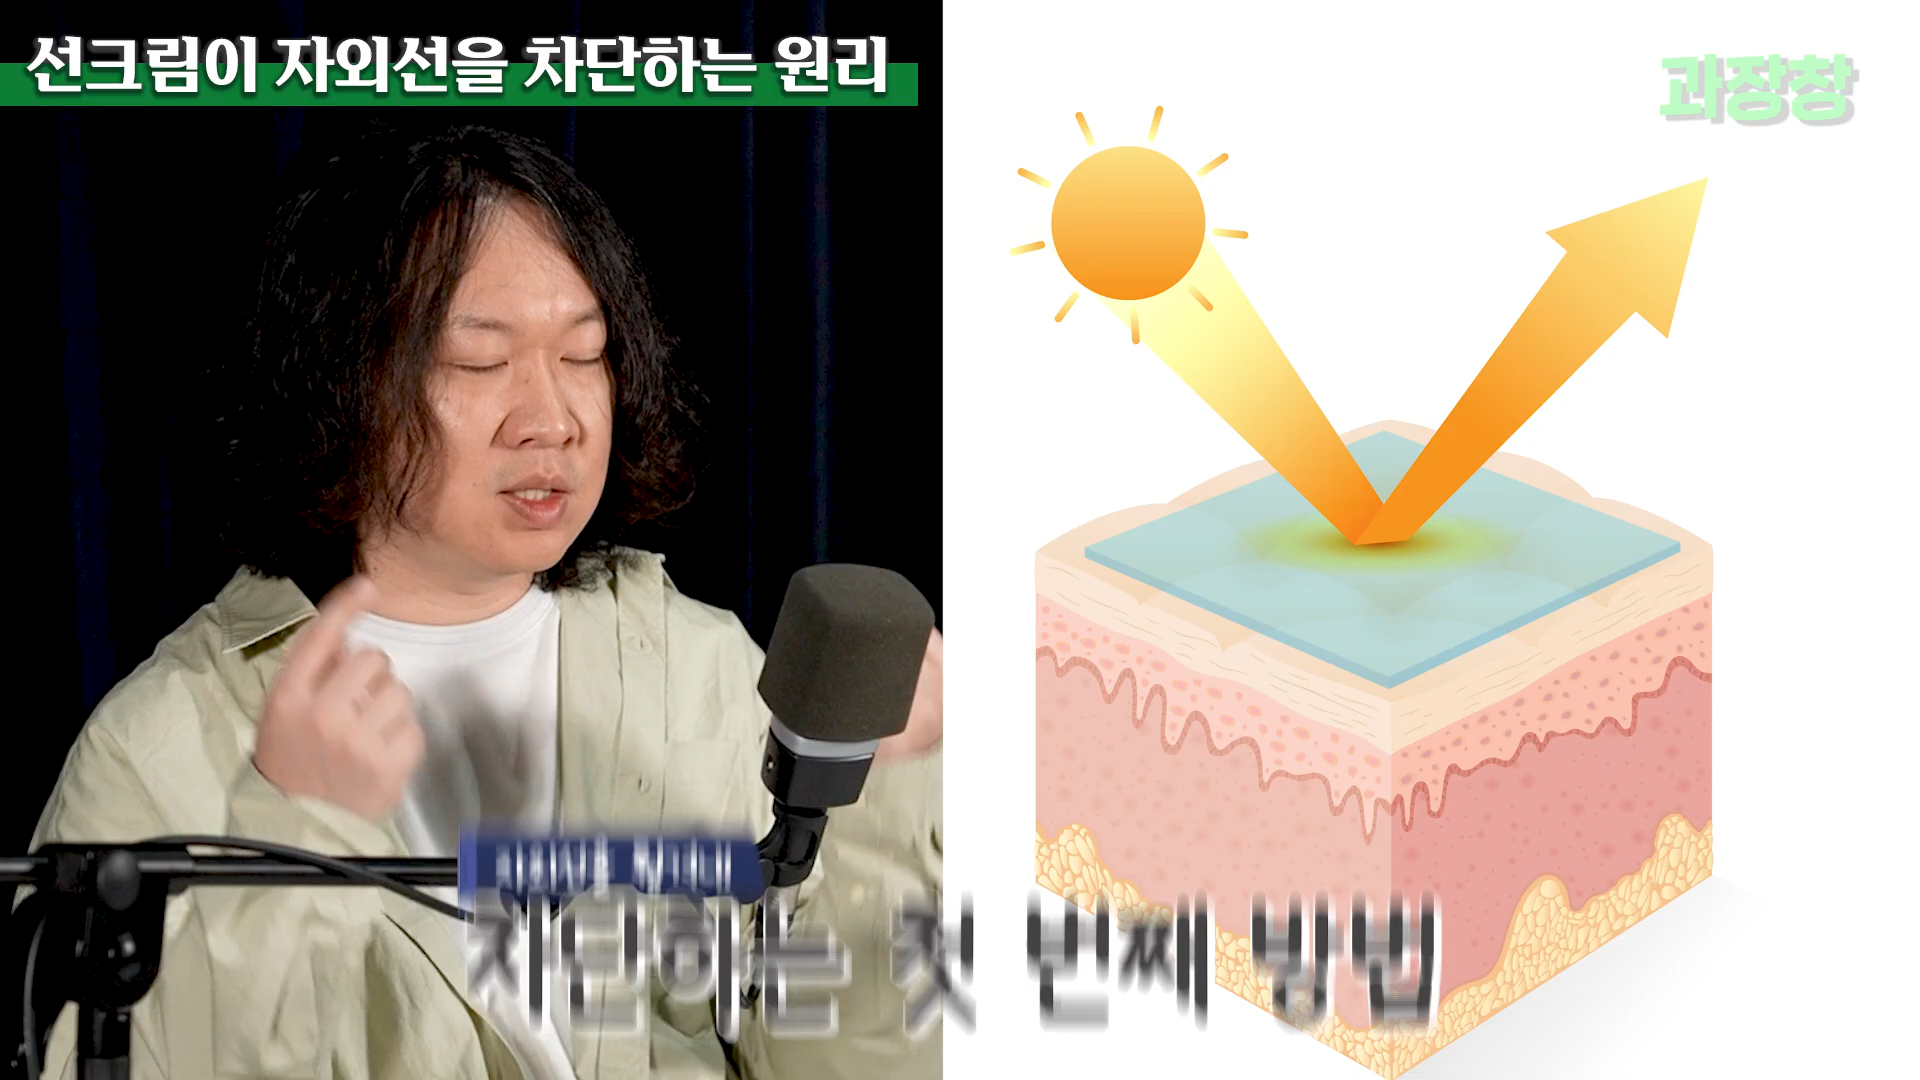 선크림이 자외선을 차단하는 원리
과장창
차단하는 첫 번째 방법